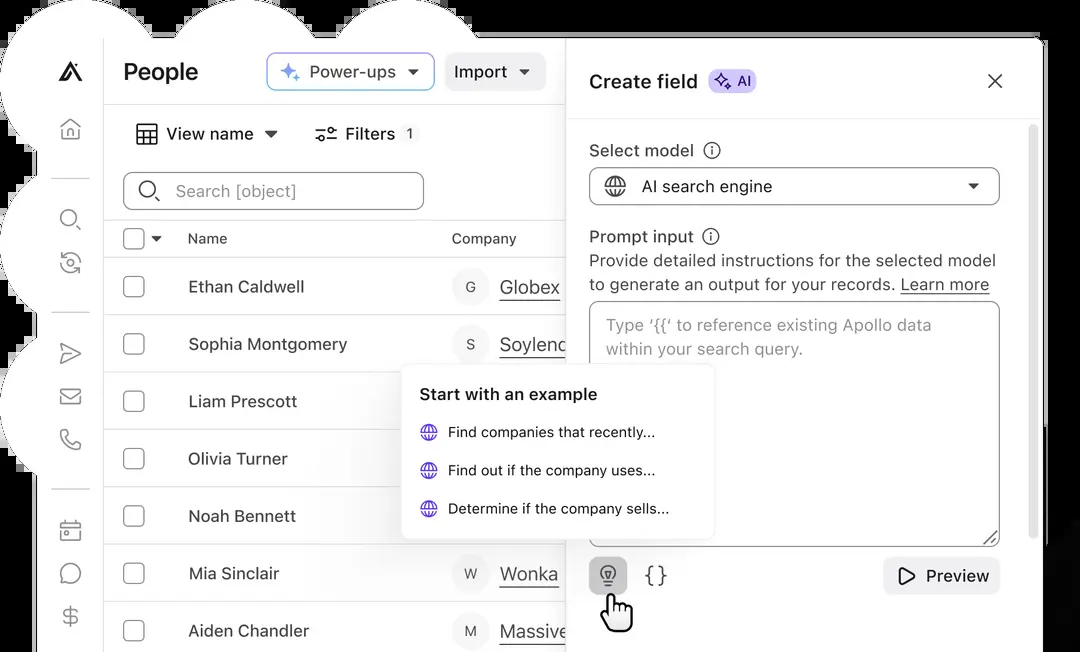 People
Power-ups
Import
View name
Filters 1
Search [object]
Name Company
Ethan Caldwell G Globex
Sophia Montgomery S
Liam Prescott
Olivia Turner
Noah Bennett
Mia Sinclair W Wonka
Aiden Chandler M Massive
Create field AI
Select model
AI search engine
Prompt input
Provide detailed instructions for the selected model
to generate an output for your records. Learn more
Type ‘{{‘ to reference existing Apollo data
within your search query.
Start with an example
Find companies that recently...
Find out if the company uses...
Determine if the company sells...
{}
Preview